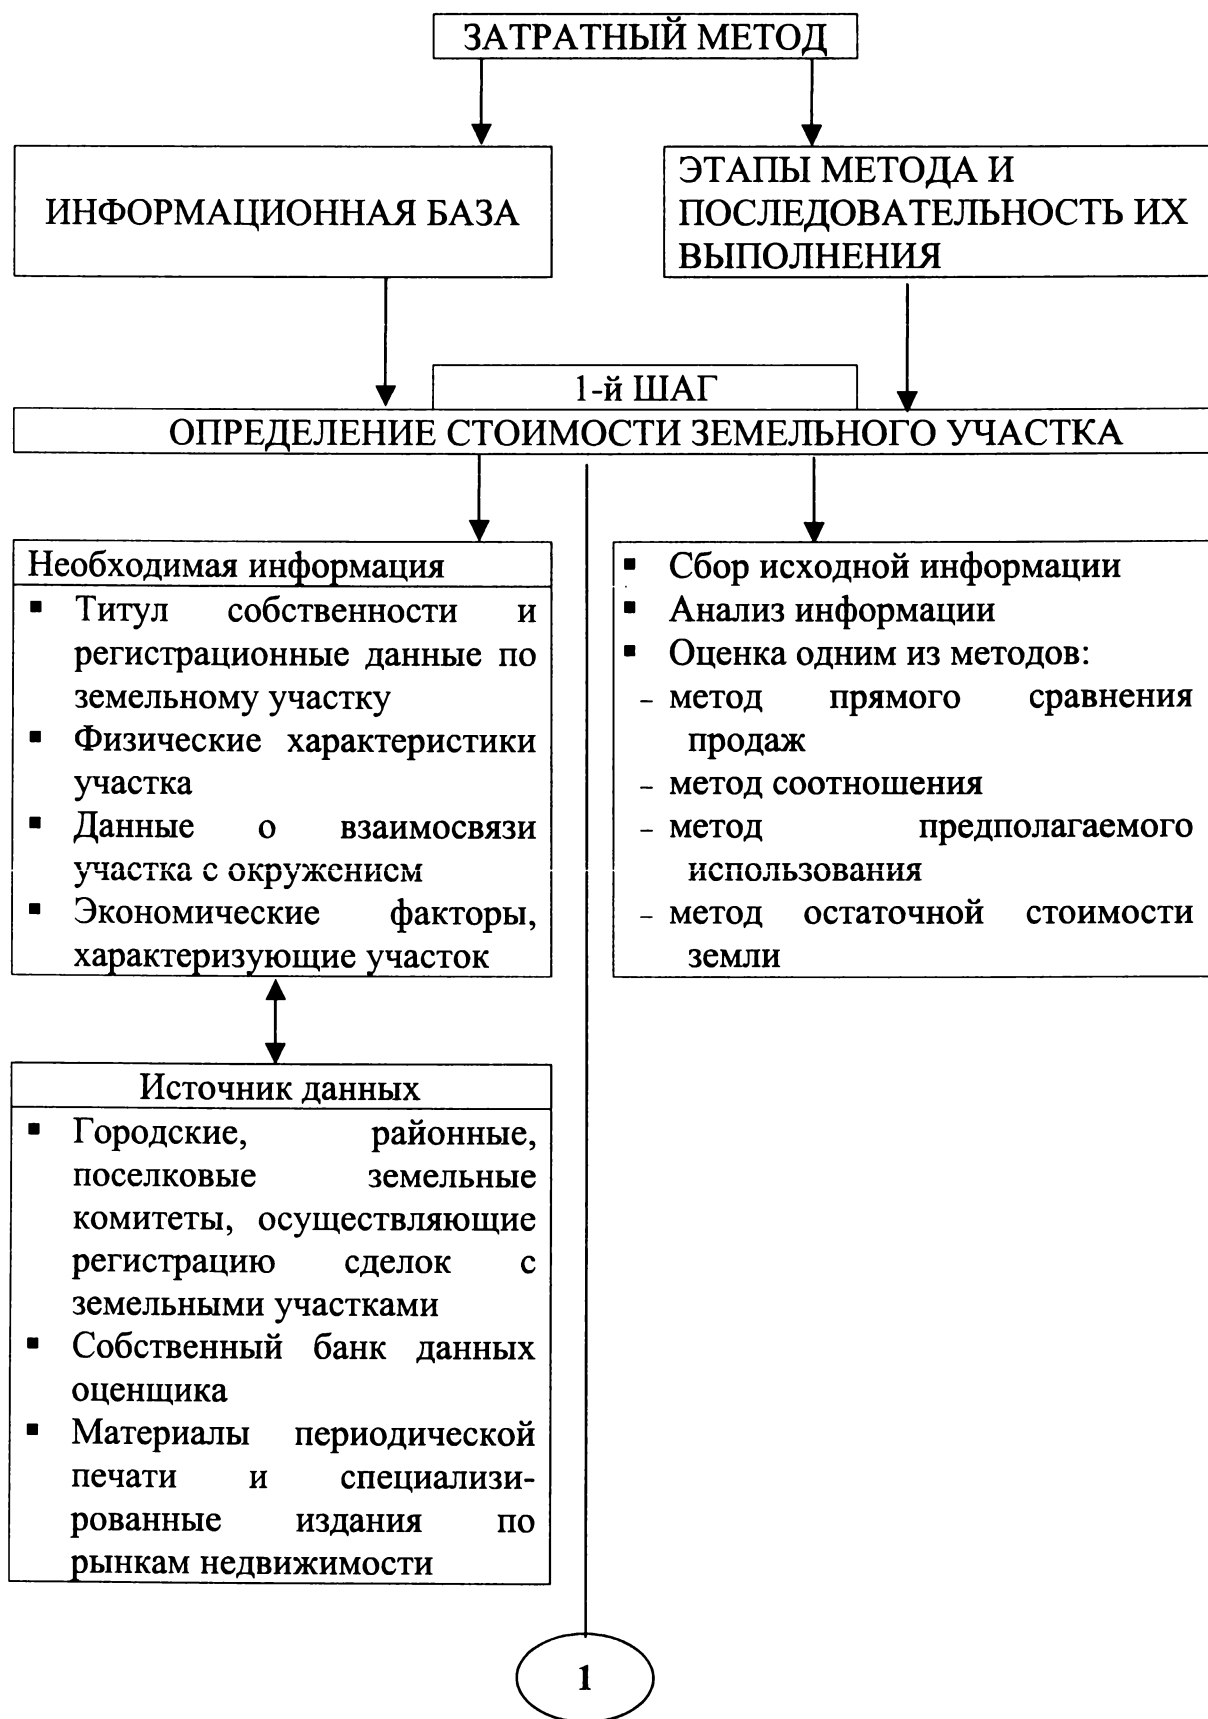 ЗАТРАТНЫЙ МЕТОД
ИНФОРМАЦИОННАЯ БАЗА
ЭТАПЫ МЕТОДА И
ПОСЛЕДОВАТЕЛЬНОСТЬ ИХ
ВЫПОЛНЕНИЯ
1-й ШАГ
ОПРЕДЕЛЕНИЕ СТОИМОСТИ ЗЕМЕЛЬНОГО УЧАСТКА
Необходимая информация
▪ Титул собственности и
регистрационные данные по
земельному участку
▪ Физические характеристики
участка
▪ Данные о взаимосвязи
участка с окружением
▪ Экономические факторы,
характеризующие участок
▪ Сбор исходной информации
▪ Анализ информации
▪ Оценка одним из методов:
- метод прямого сравнения
продаж
- метод соотношения
- метод предполагаемого
использования
- метод остаточной стоимости
земли
Источник данных
▪ Городские, районные,
поселковые земельные
комитеты, осуществляющие
регистрацию сделок с
земельными участками
▪ Собственный банк данных
оценщика
▪ Материалы периодической
печати и специализи-
рованные издания по
рынкам недвижимости
1